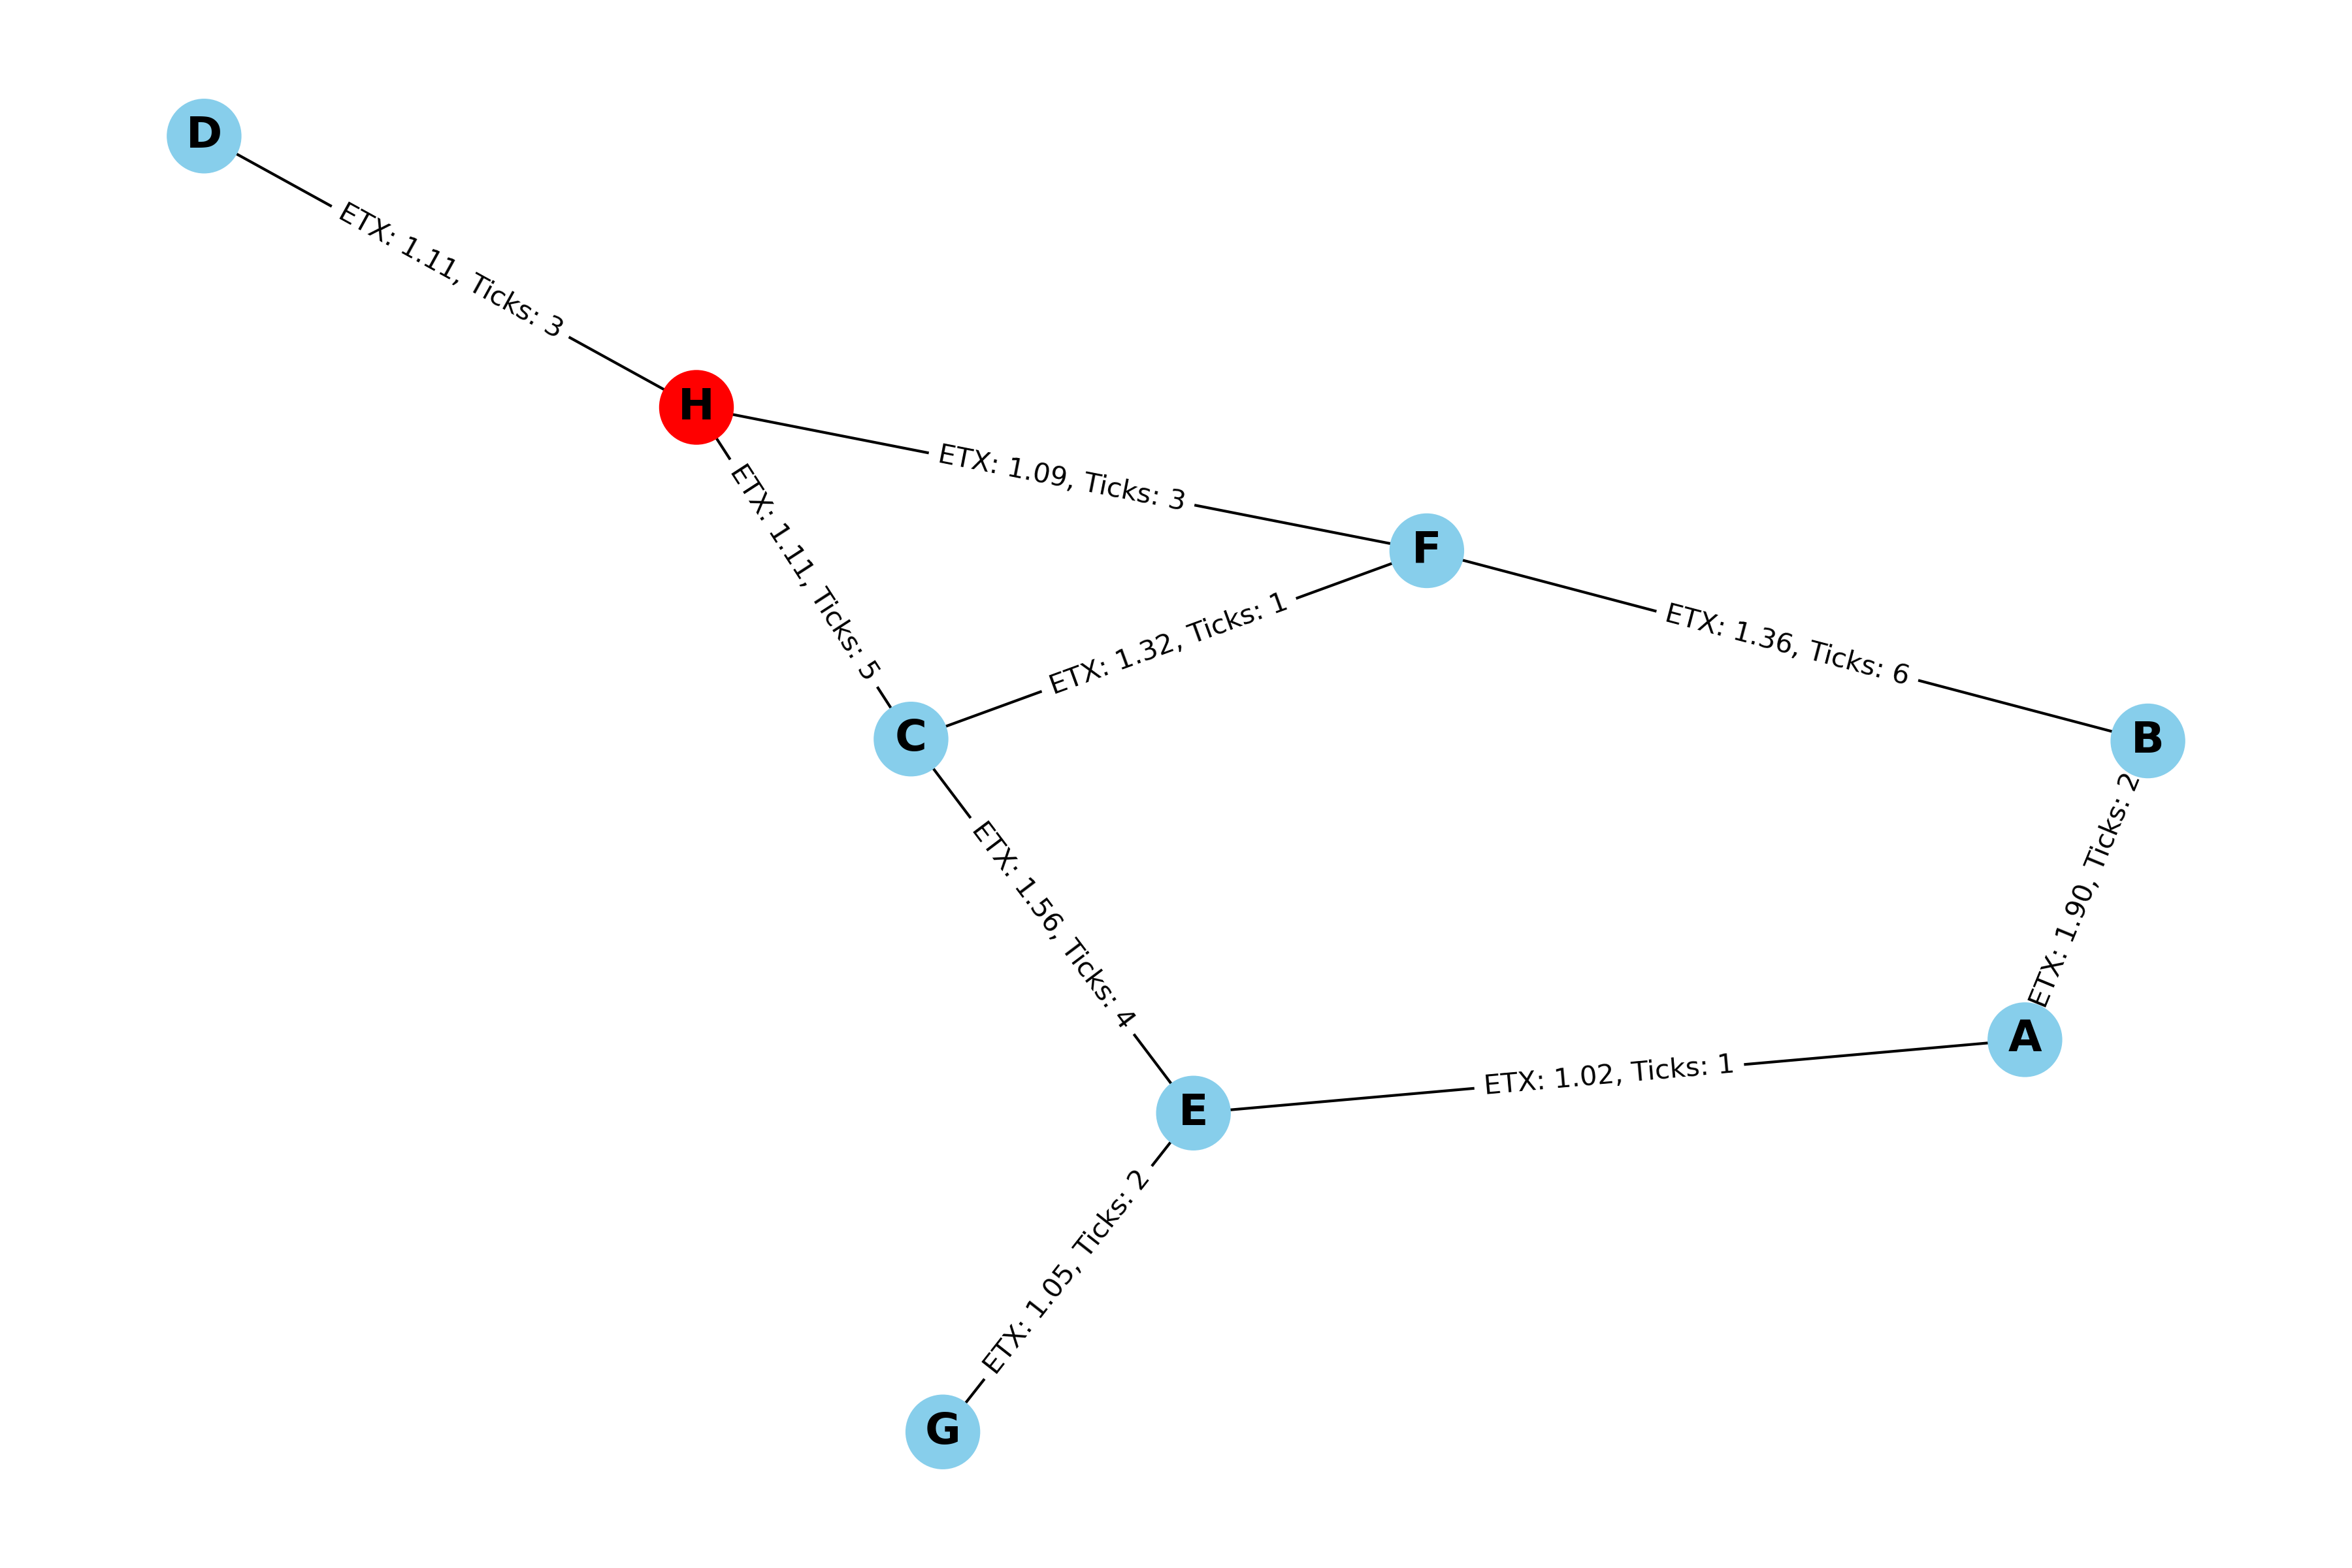 D
ETX: 1.11, Ticks: 3
H
ETX: 1.09, Ticks: 3
ETX: 1.11, Ticks: 5
F
ETX: 1.32, Ticks: 1
ETX: 1.36, Ticks: 6
C
B
ETX: 1.56, Ticks: 4
ETX: 1.90, Ticks: 2
A
ETX: 1.02, Ticks: 1
E
ETX: 1.05, Ticks: 2
G